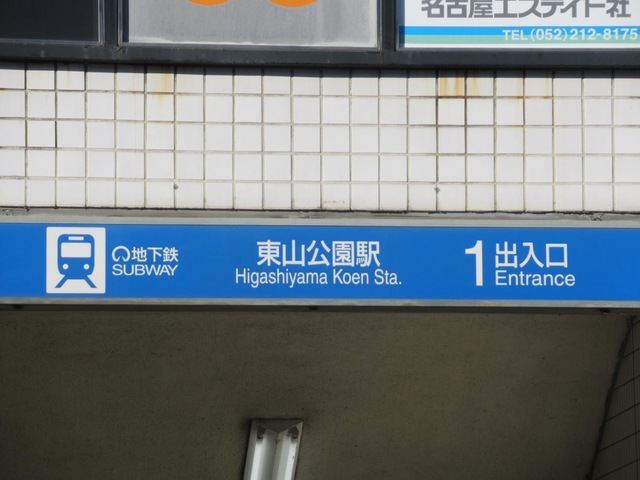 名古屋エステイト社
TEL(052)212-8175
地下鉄
SUBWAY
東山公園駅
Higashiyama Koen Sta.
1 出入口
Entrance